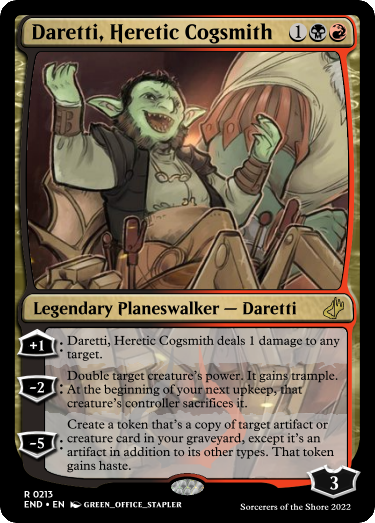 Daretti, Heretic Cogsmith 1
Legendary Planeswalker — Daretti
+1: Daretti, Heretic Cogsmith deals 1 damage to any
target.
Double target creature's power. It gains trample.
-2: At the beginning of your next upkeep, that
creature's controller sacrifices it.
Create a token that's a copy of target artifact or
creature card in your graveyard, except it's an
-5: artifact in addition to its other types. That token
gains haste.
3
R 0213
END • EN GREEN_OFFICE_STAPLER
Sorcerers of the Shore 2022